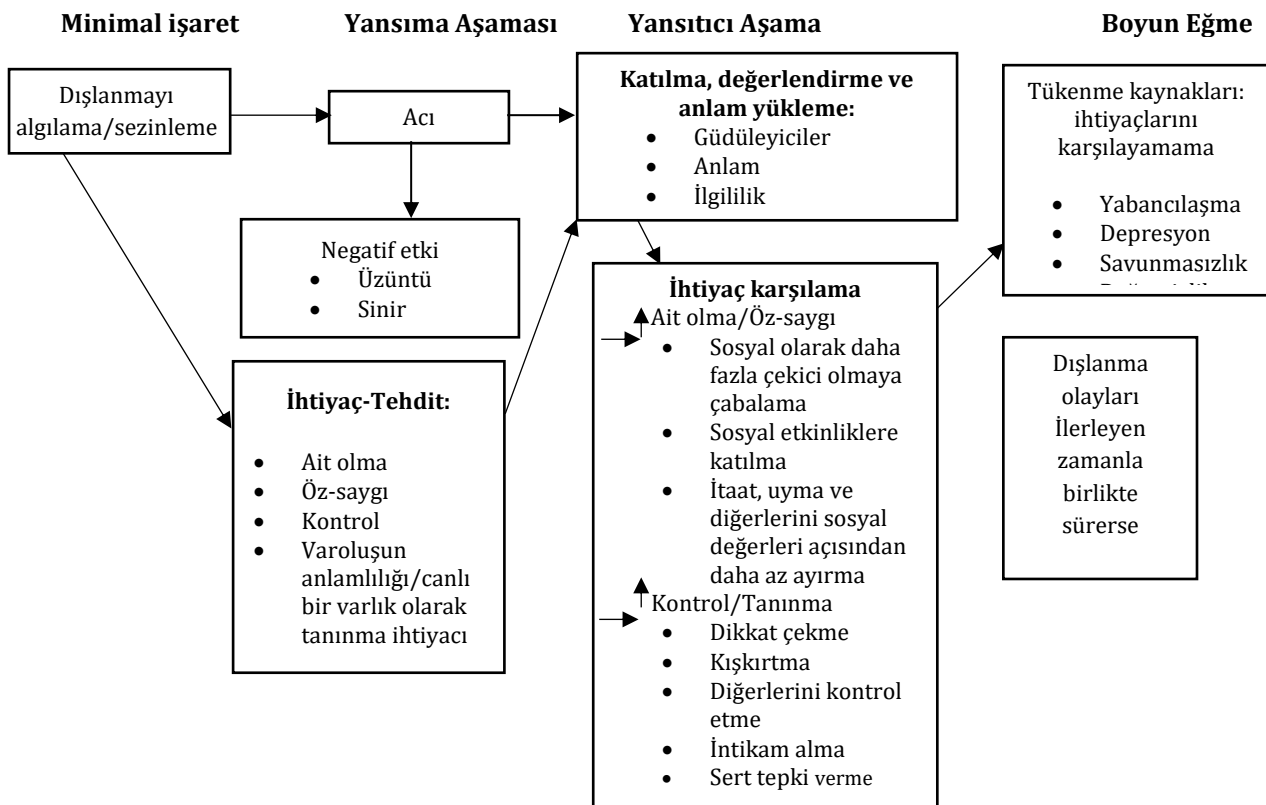 Minimal işaret
Yansıma Aşaması
Yansıtıcı Aşama
Boyun Eğme
Dışlanmayı
algılama/sezinleme
Acı
Negatif etki
Üzüntü
Sinir
İhtiyaç-Tehdit:
Ait olma
Öz-saygı
Kontrol
Varoluşun
anlamlılığı/canlı
bir varlık olarak
tanınma ihtiyacı
Katılma, değerlendirme ve
anlam yükleme:
Güdüleyiciler
Anlam
İlgililik
İhtiyaç karşılama
Ait olma/Öz-saygı
Sosyal olarak daha
fazla çekici olmaya
çabalama
Sosyal etkinliklere
katılma
İtaat, uyma ve
diğerlerini sosyal
değerleri açısından
daha az ayırma
Kontrol/Tanınma
Dikkat çekme
Kışkırtma
Diğerlerini kontrol
etme
İntikam alma
Sert tepki verme
Tükenme kaynakları:
ihtiyaçlarını
karşılayamama
Yabancılaşma
Depresyon
Savunmasızlık
Dışlanma
olayları
İlerleyen
zamanla
birlikte
sürerse